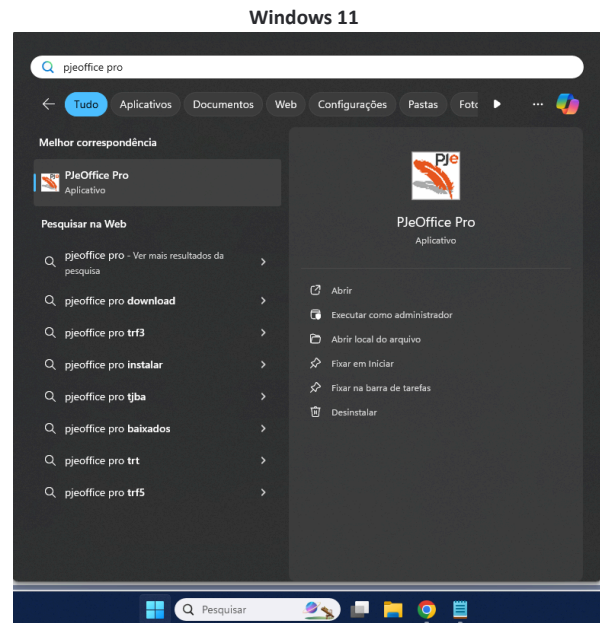 Windows 11
pjeoffice pro
Tudo Aplicativos Documentos Web Configurações Pastas Foto ...
Melhor correspondência
PJeOffice Pro
Aplicativo
Pesquisar na Web
pjeoffice pro - Ver mais resultados da
pesquisa
pjeoffice pro download
pjeoffice pro trf3
pjeoffice pro instalar
pjeoffice pro tjba
pjeoffice pro baixados
pjeoffice pro trt
pjeoffice pro trf5
PJe
PJeOffice Pro
Aplicativo
Abrir
Executar como administrador
Abrir local do arquivo
Fixar em Iniciar
Fixar na barra de tarefas
Desinstalar
Pesquisar